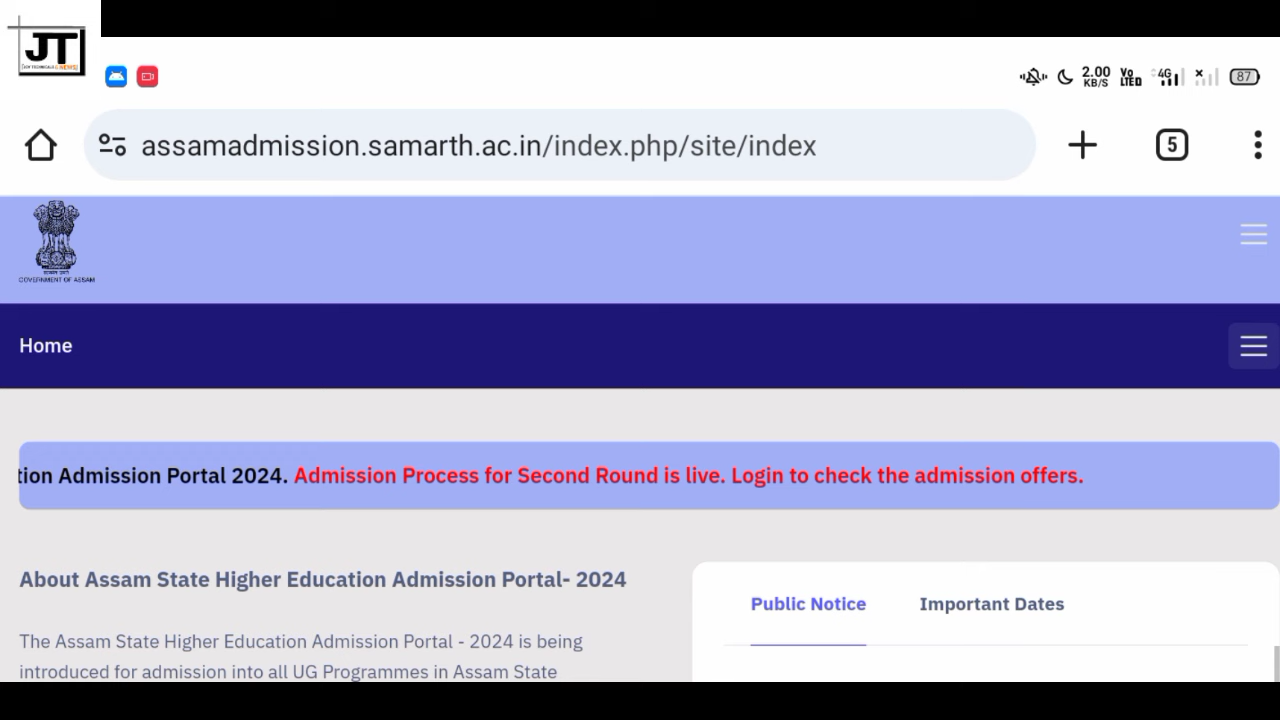 JT
2.00
KB/S
Vo
LTE
4G
87
assamadmission.samarth.ac.in/index.php/site/index
5
GOVERNMENT OF ASSAM
Home
tion Admission Portal 2024. Admission Process for Second Round is live. Login to check the admission offers.
About Assam State Higher Education Admission Portal- 2024
Public Notice
Important Dates
The Assam State Higher Education Admission Portal - 2024 is being
introduced for admission into all UG Programmes in Assam State